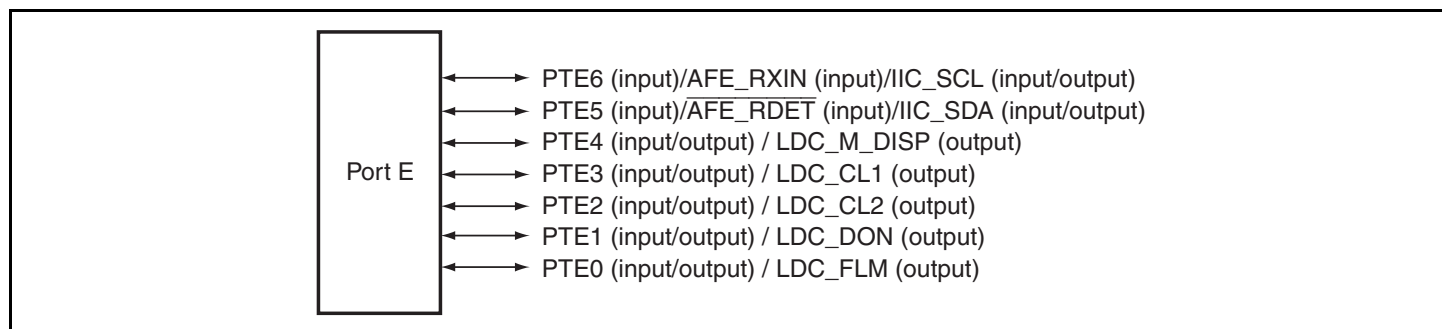 Port E
PTE6 (input)/AFE_RXIN (input)/IIC_SCL (input/output)
PTE5 (input)/A̅F̅E̅_̅R̅D̅E̅T̅ (input)/IIC_SDA (input/output)
PTE4 (input/output) / LDC_M_DISP (output)
PTE3 (input/output) / LDC_CL1 (output)
PTE2 (input/output) / LDC_CL2 (output)
PTE1 (input/output) / LDC_DON (output)
PTE0 (input/output) / LDC_FLM (output)